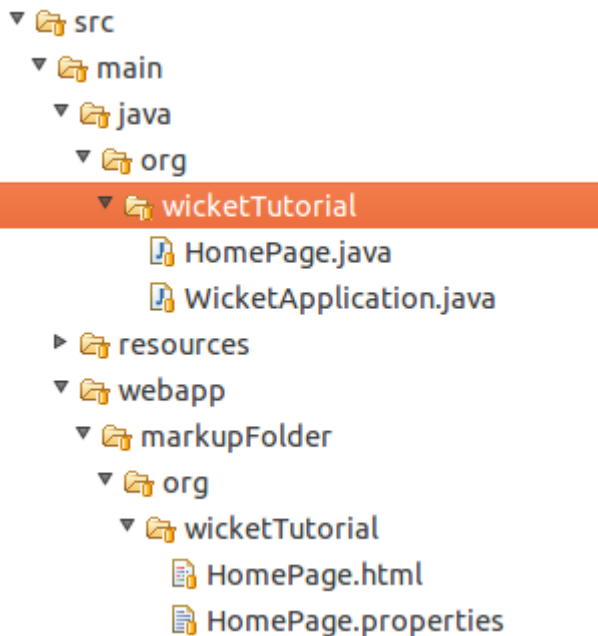 src
main
java
org
wicketTutorial
HomePage.java
WicketApplication.java
resources
webapp
markupFolder
org
wicketTutorial
HomePage.html
HomePage.properties